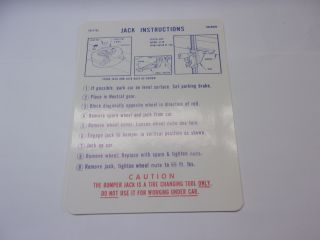 JACK INSTRUCTIONS
1 If possible, park car on level surface. Set parking brake.
2 Place in Neutral gear.
3 Block diagonally opposite wheel in direction of roll.
4 Remove spare wheel and jack from car.
5 Remove wheel cover. Loosen wheel nuts one turn.
6 Engage jack to bumper in vertical position as shown.
7 Jack up car.
8 Remove wheel. Replace with spare & tighten nuts.
9 Remove jack, tighten wheel nuts to 55 ft. lbs.
CAUTION
THE BUMPER JACK IS A TIRE CHANGING TOOL ONLY.
DO NOT USE IT FOR WORKING UNDER CAR.